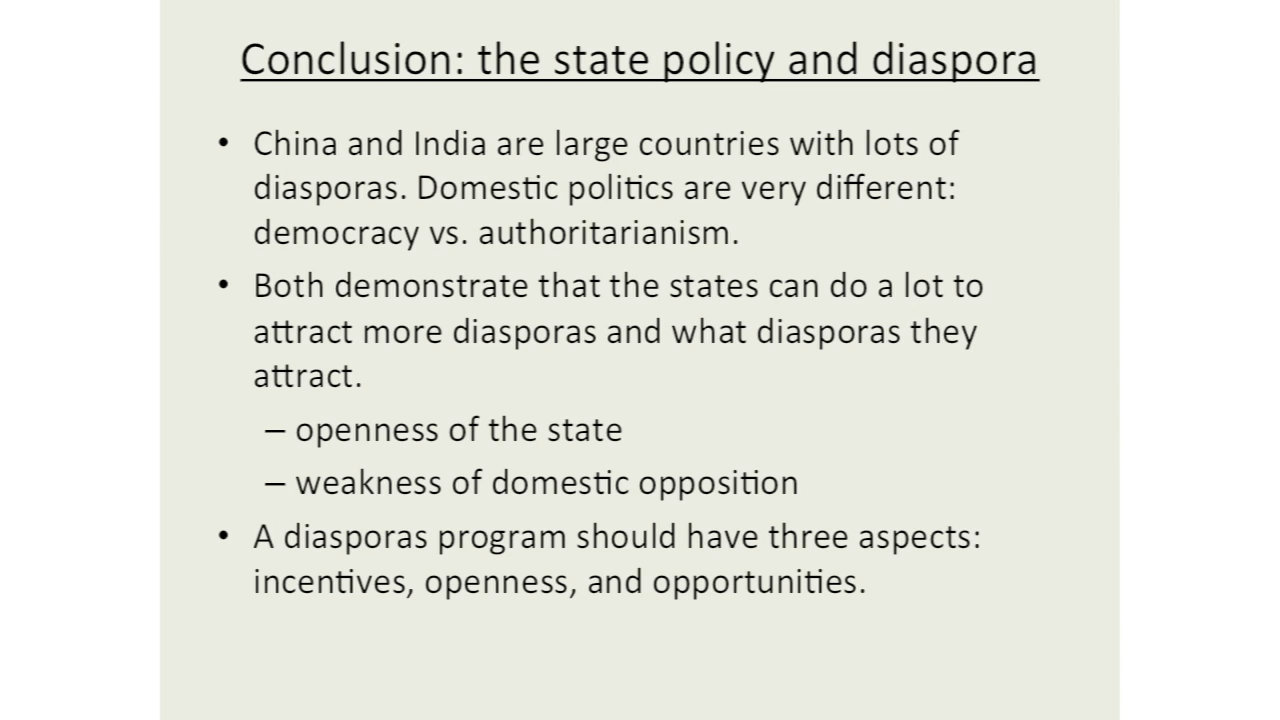 Conclusion: the state policy and diaspora
• China and India are large countries with lots of
diasporas. Domestic politics are very different:
democracy vs. authoritarianism.
• Both demonstrate that the states can do a lot to
attract more diasporas and what diasporas they
attract.
– openness of the state
– weakness of domestic opposition
• A diasporas program should have three aspects:
incentives, openness, and opportunities.